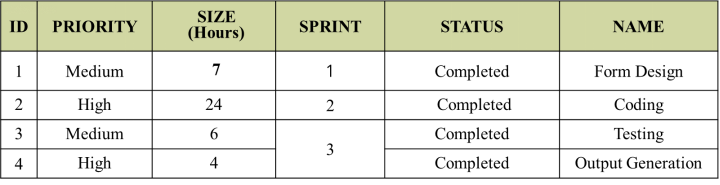 ID PRIORITY SIZE (Hours) SPRINT STATUS NAME
1 Medium 7 1 Completed Form Design
2 High 24 2 Completed Coding
3 Medium 6 3 Completed Testing
4 High 4 Completed Output Generation